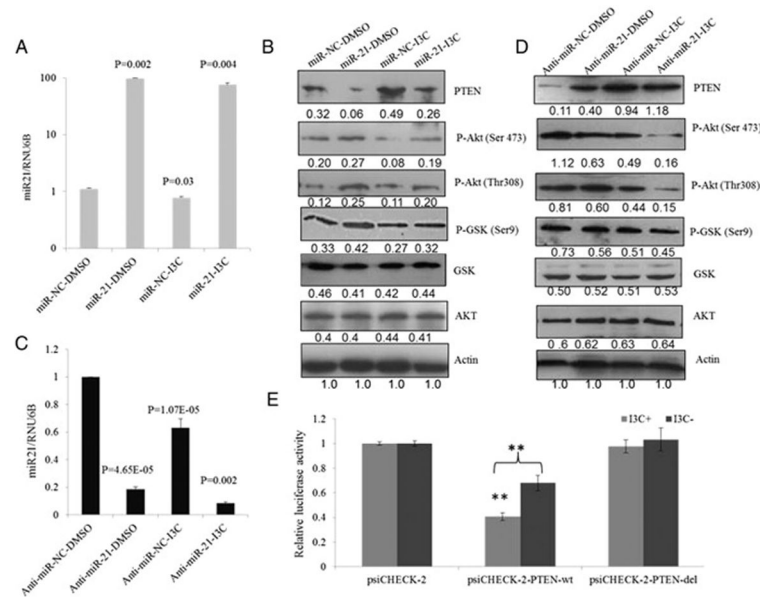 A
P=0.002
P=0.004
P=0.03
100
10
1
0
miR21/RNU6B
miR-NC-DMSO
miR-21-DMSO
miR-NC-I3C
miR-21-I3C
B
miR-NC-DMSO
miR-21-DMSO
miR-NC-I3C
miR-21-I3C
PTEN
0.32 0.06 0.49 0.26
P-Akt (Ser 473)
0.20 0.27 0.08 0.19
P-Akt (Thr308)
0.12 0.25 0.11 0.20
P-GSK (Ser9)
0.33 0.42 0.27 0.32
GSK
0.46 0.41 0.42 0.44
AKT
0.4 0.4 0.44 0.41
Actin
1.0 1.0 1.0 1.0
D
Anti-miR-NC-DMSO
Anti-miR-21-DMSO
Anti-miR-NC-I3C
Anti-miR-21-I3C
PTEN
0.11 0.40 0.94 1.18
P-Akt (Ser 473)
1.12 0.63 0.49 0.16
P-Akt (Thr308)
0.81 0.60 0.44 0.15
P-GSK (Ser9)
0.73 0.56 0.51 0.45
GSK
0.50 0.52 0.51 0.53
AKT
0.6 0.62 0.63 0.64
Actin
1.0 1.0 1.0 1.0
C
1.2
1
0.8
0.6
0.4
0.2
0
miR21/RNU6B
P=4.65E-05
P=1.07E-05
P=0.002
Anti-miR-NC-DMSO
Anti-miR-21-DMSO
Anti-miR-NC-I3C
Anti-miR-21-I3C
E
I3C+ I3C-
1.2
1
0.8
0.6
0.4
0.2
0
Relative luciferase activity
**
**
psiCHECK-2
psiCHECK-2-PTEN-wt
psiCHECK-2-PTEN-del